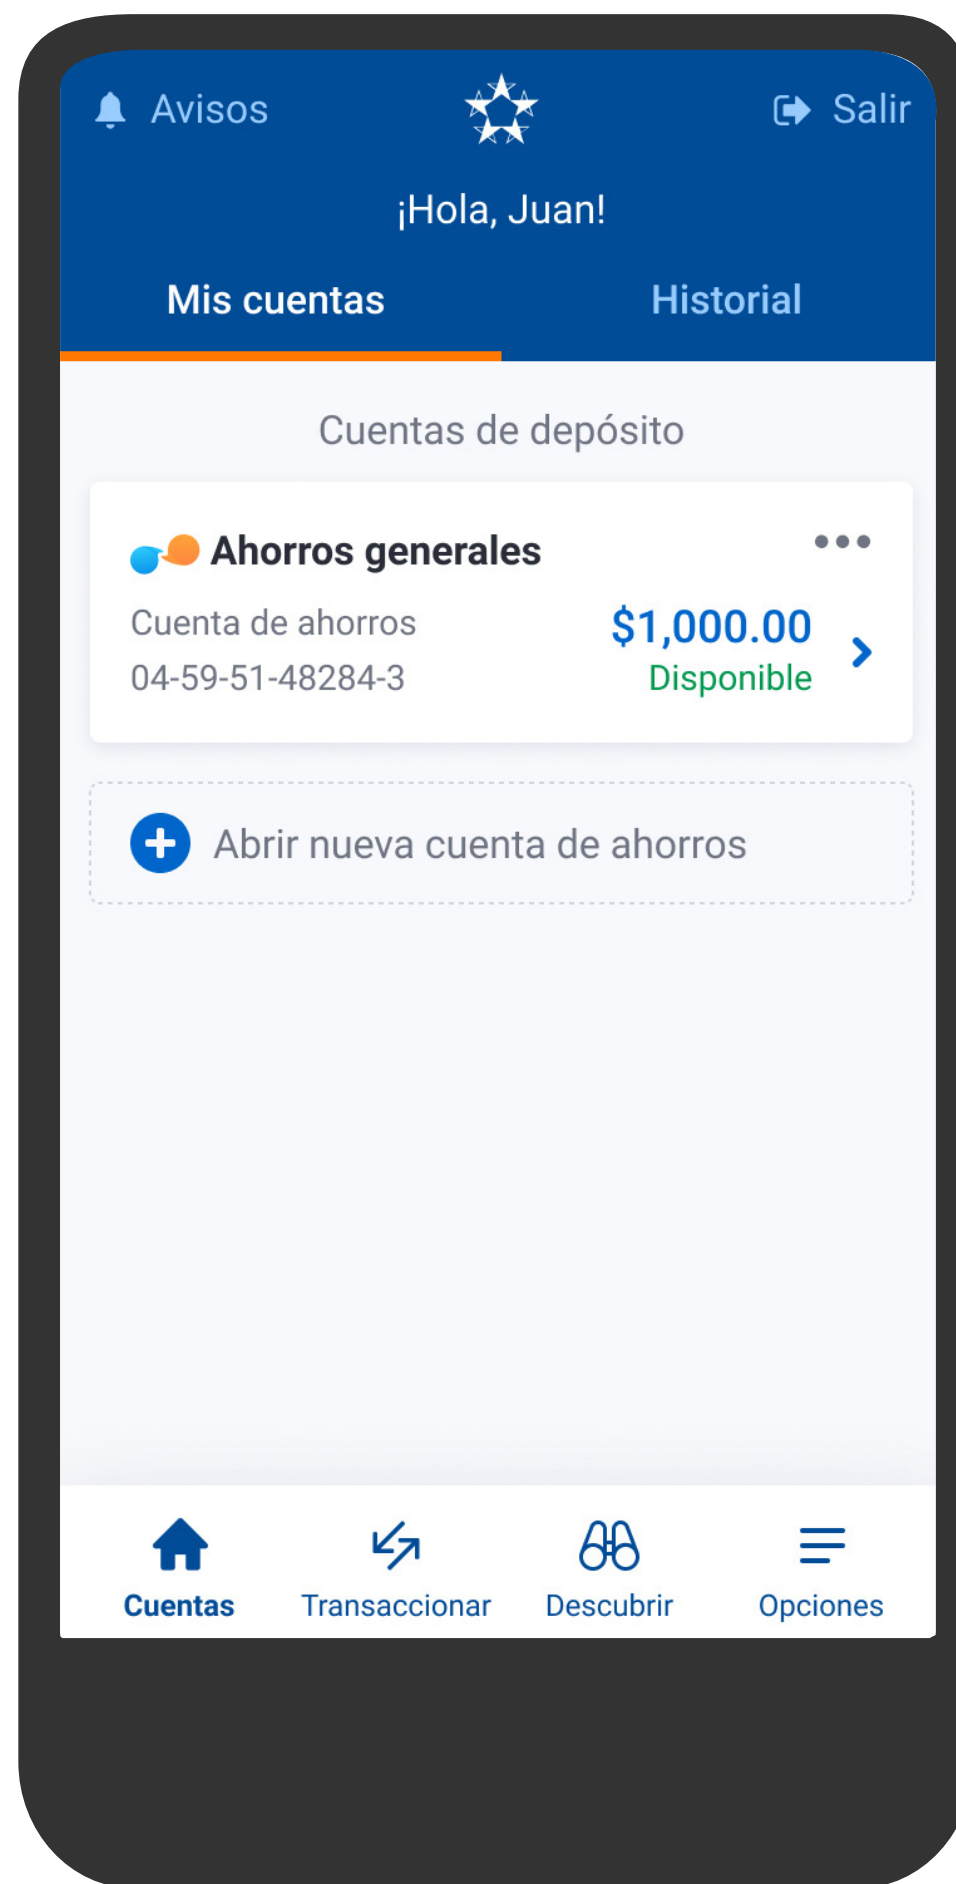 Avisos
Salir
¡Hola, Juan!
Mis cuentas
Historial
Cuentas de depósito
Ahorros generales
Cuenta de ahorros
$1,000.00
04-59-51-48284-3
Disponible
Abrir nueva cuenta de ahorros
Cuentas
Transaccionar
Descubrir
Opciones